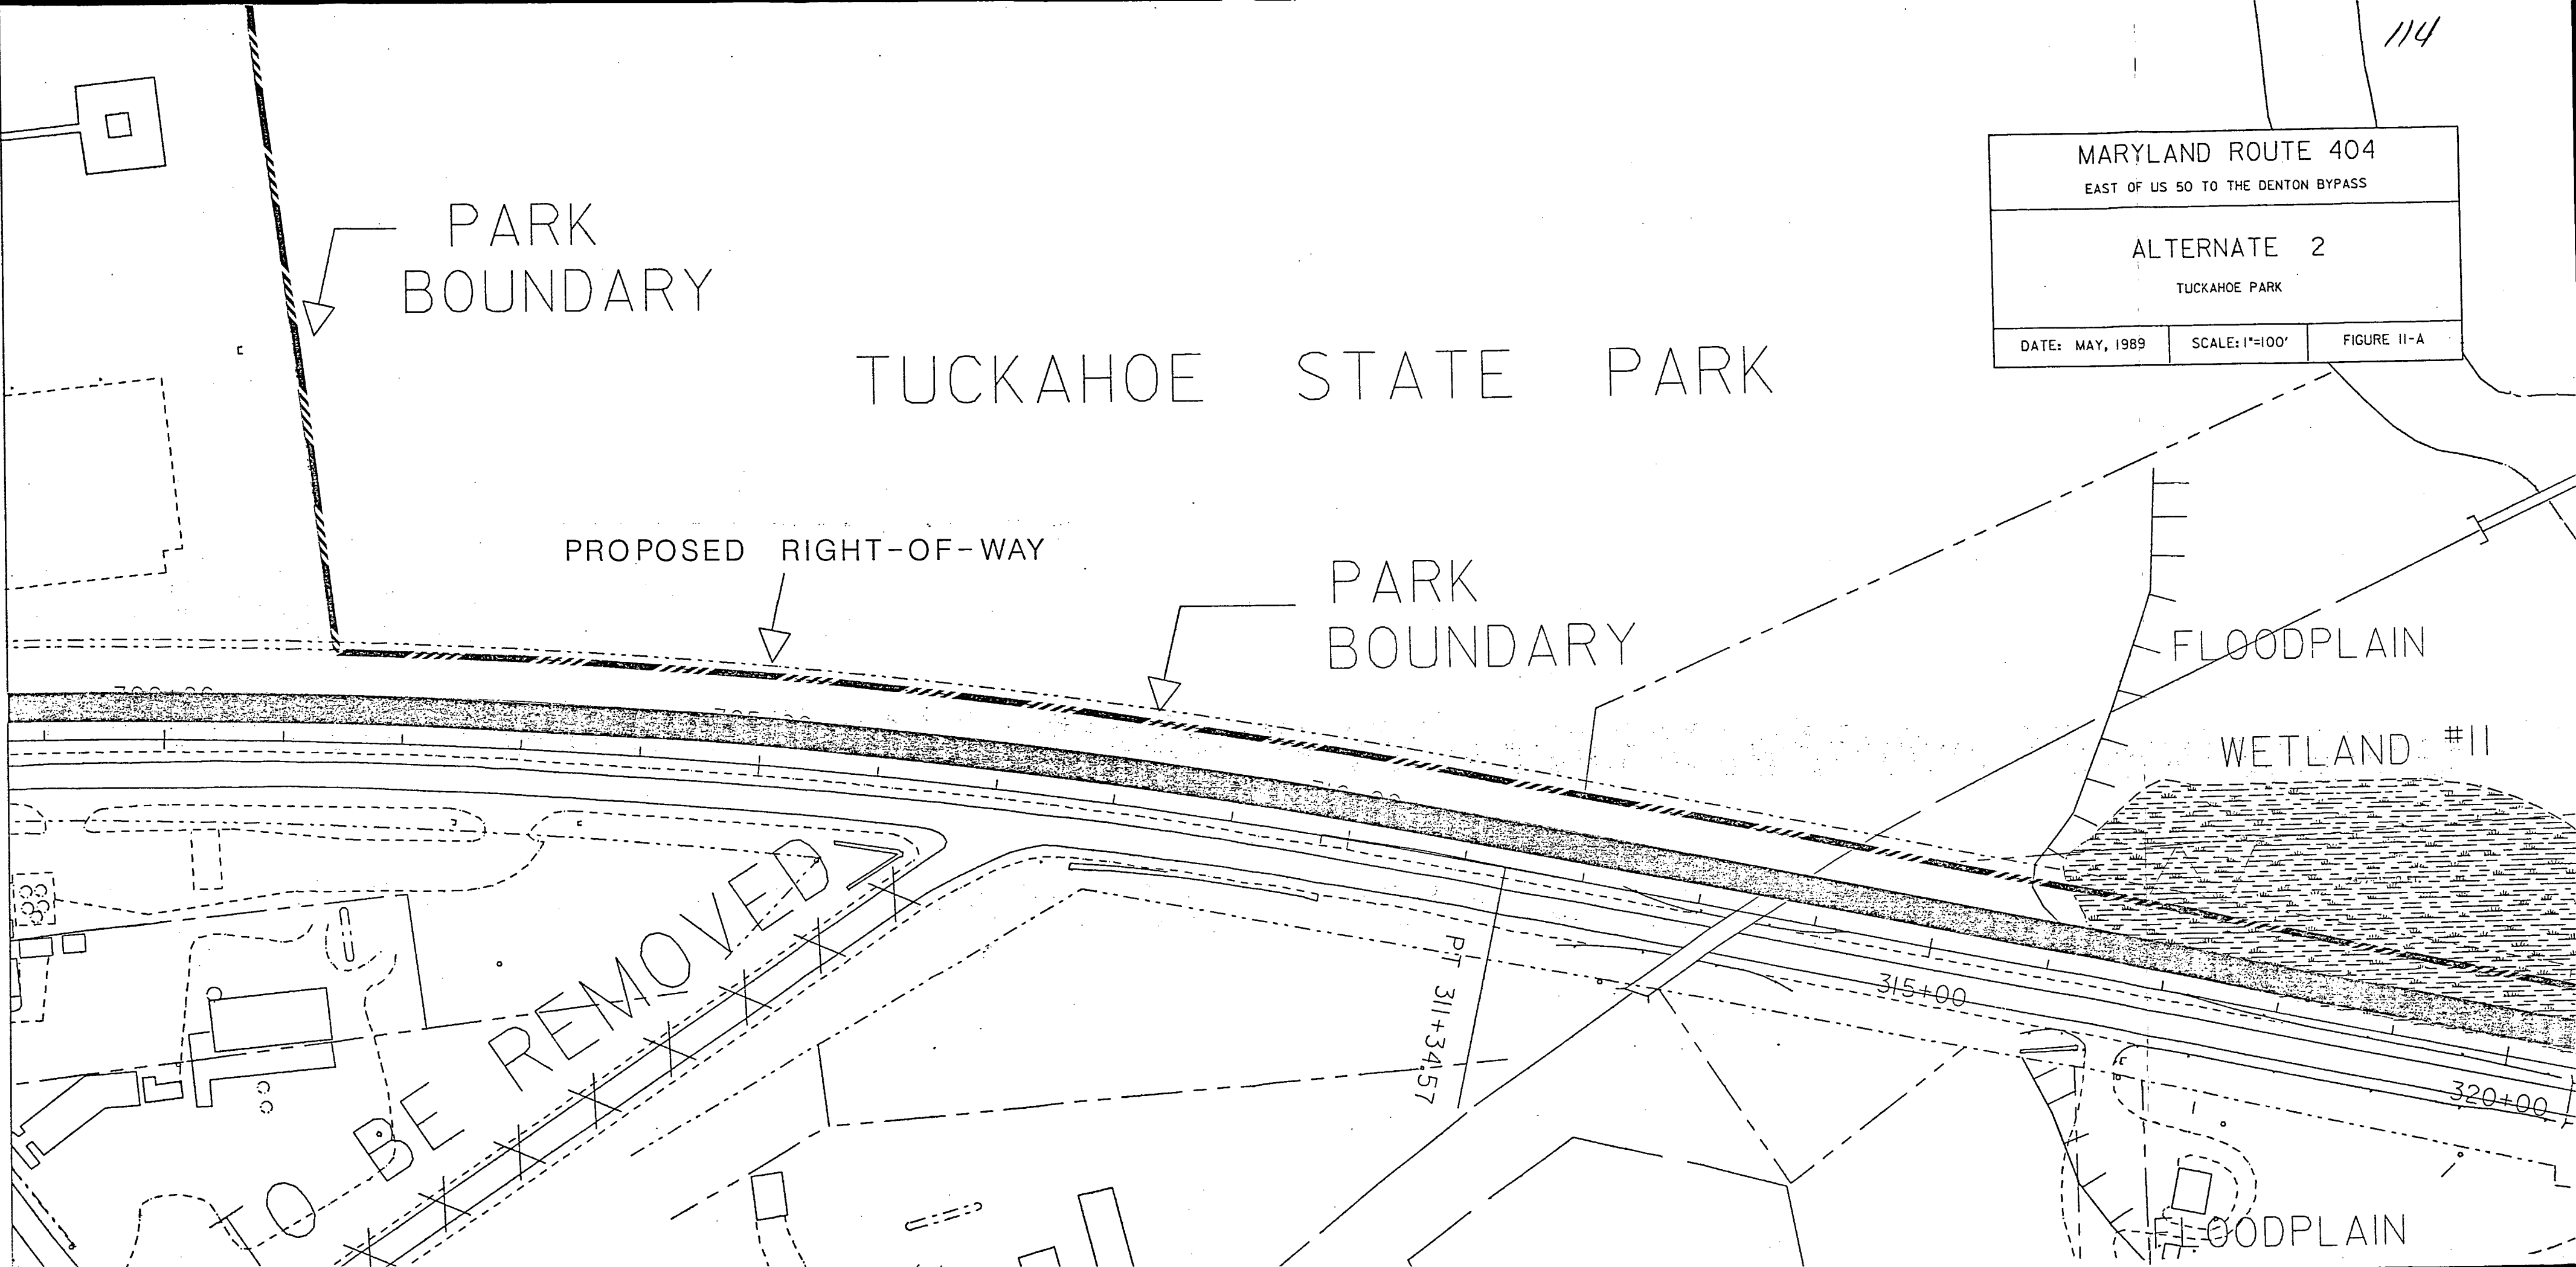 114
MARYLAND ROUTE 404
EAST OF US 50 TO THE DENTON BYPASS
ALTERNATE 2
TUCKAHOE PARK
DATE: MAY, 1989
SCALE: 1"=100'
FIGURE II-A
PARK
BOUNDARY
TUCKAHOE STATE PARK
PROPOSED RIGHT-OF-WAY
PARK
BOUNDARY
FLOODPLAIN
WETLAND #11
TO BE REMOVED
PT 311+34.57
315+00
320+00
FLOODPLAIN